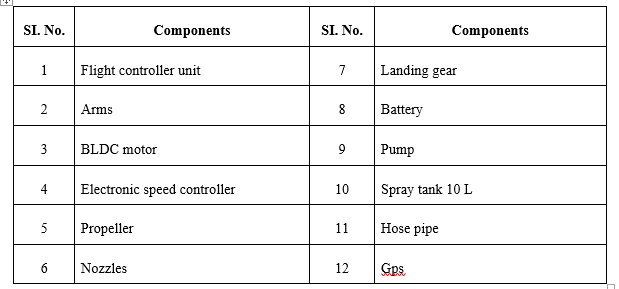 SI. No. Components SI. No. Components
1 Flight controller unit 7 Landing gear
2 Arms 8 Battery
3 BLDC motor 9 Pump
4 Electronic speed controller 10 Spray tank 10 L
5 Propeller 11 Hose pipe
6 Nozzles 12 Gps